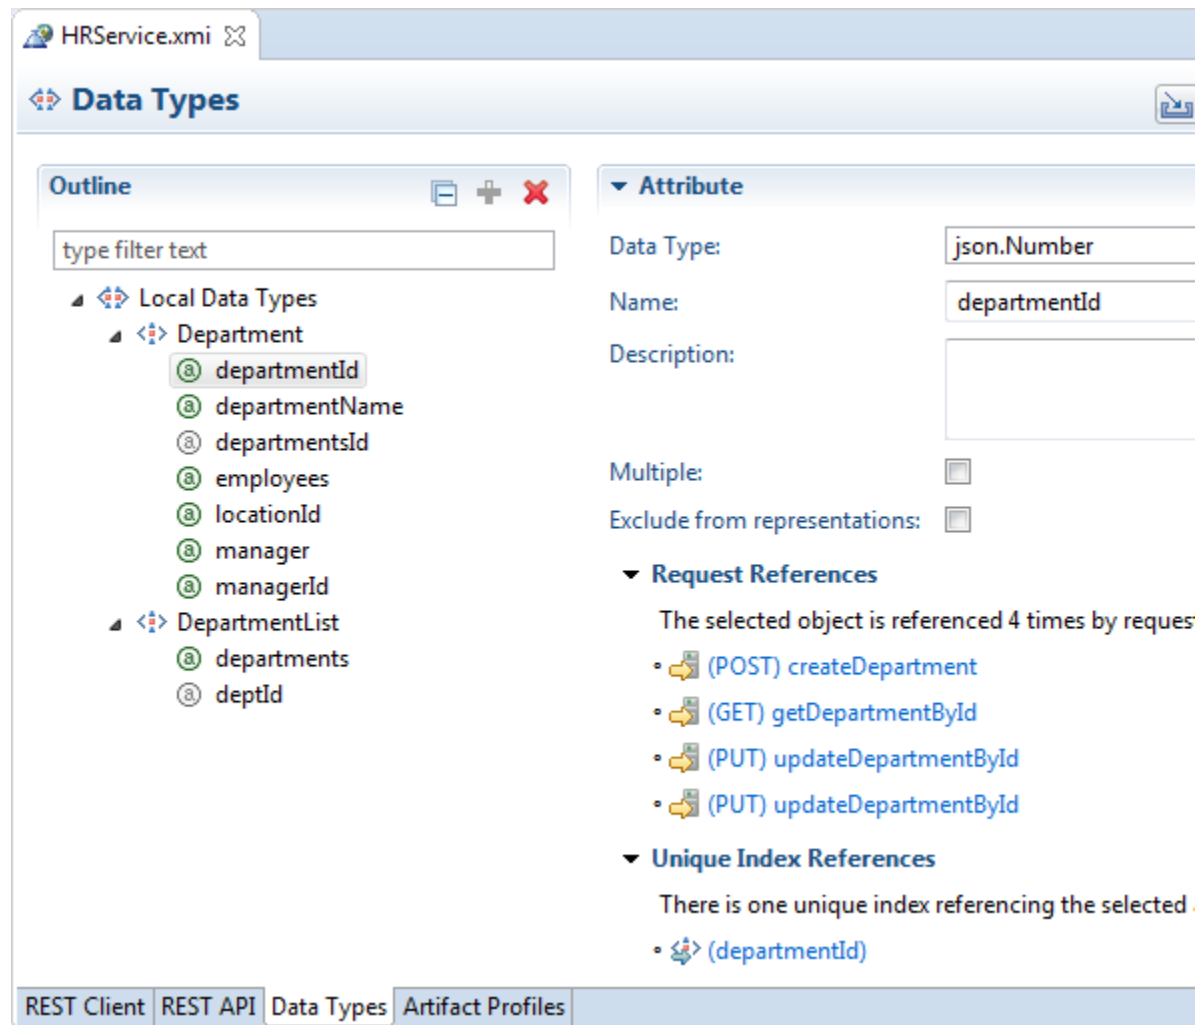 HRService.xmi
Data Types
Outline
type filter text
Local Data Types
Department
departmentId
departmentName
departmentsId
employees
locationId
manager
managerId
DepartmentList
departments
deptId
Attribute
Data Type: json.Number
Name: departmentId
Description:
Multiple:
Exclude from representations:
Request References
The selected object is referenced 4 times by reques
(POST) createDepartment
(GET) getDepartmentById
(PUT) updateDepartmentById
(PUT) updateDepartmentById
Unique Index References
There is one unique index referencing the selected
(departmentId)
REST Client REST API Data Types Artifact Profiles